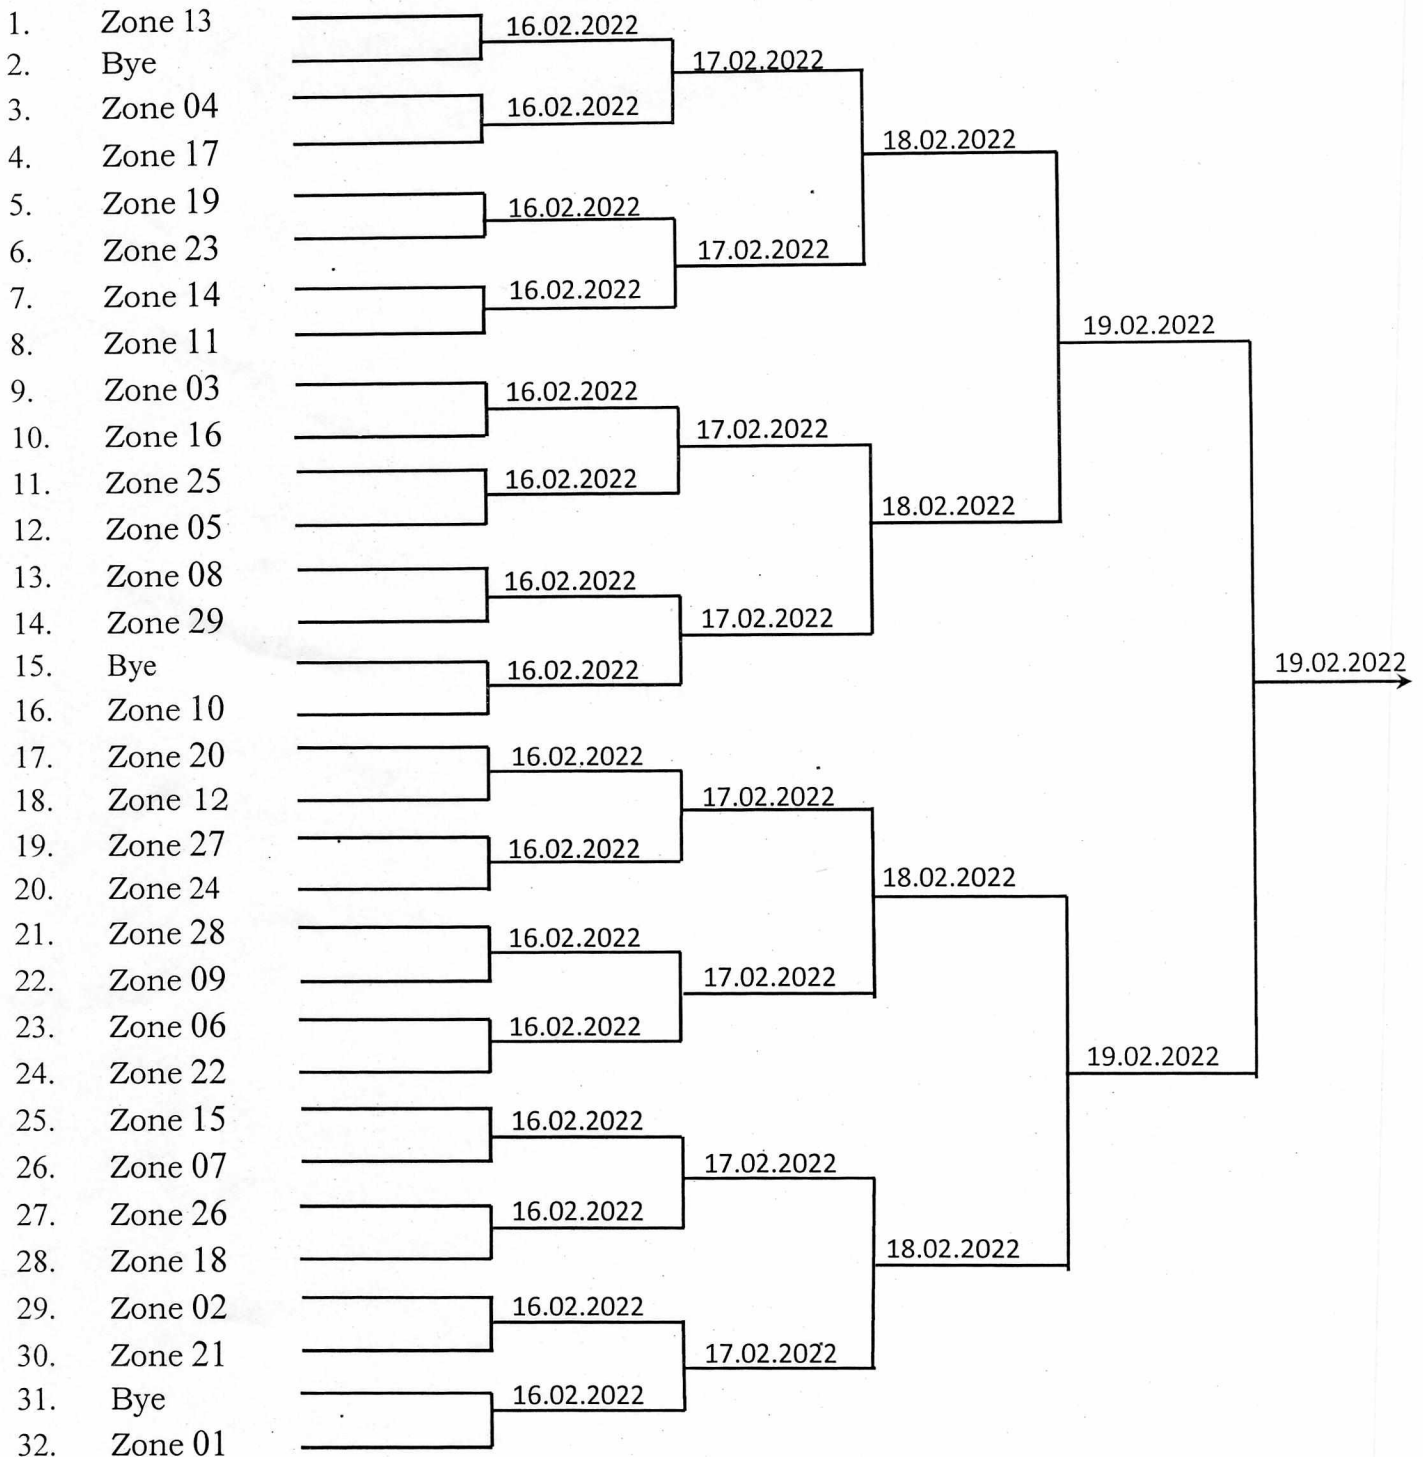 1. Zone 13
16.02.2022
2. Bye
17.02.2022
3. Zone 04
16.02.2022
18.02.2022
4. Zone 17
5. Zone 19
16.02.2022
6. Zone 23
17.02.2022
7. Zone 14
16.02.2022
19.02.2022
8. Zone 11
9. Zone 03
16.02.2022
10. Zone 16
17.02.2022
11. Zone 25
16.02.2022
18.02.2022
12. Zone 05
13. Zone 08
16.02.2022
14. Zone 29
17.02.2022
15. Bye
16.02.2022
19.02.2022
16. Zone 10
17. Zone 20
16.02.2022
18. Zone 12
17.02.2022
19. Zone 27
16.02.2022
18.02.2022
20. Zone 24
21. Zone 28
16.02.2022
22. Zone 09
17.02.2022
23. Zone 06
16.02.2022
19.02.2022
24. Zone 22
25. Zone 15
16.02.2022
26. Zone 07
17.02.2022
27. Zone 26
16.02.2022
18.02.2022
28. Zone 18
29. Zone 02
16.02.2022
30. Zone 21
17.02.2022
31. Bye
16.02.2022
32. Zone 01